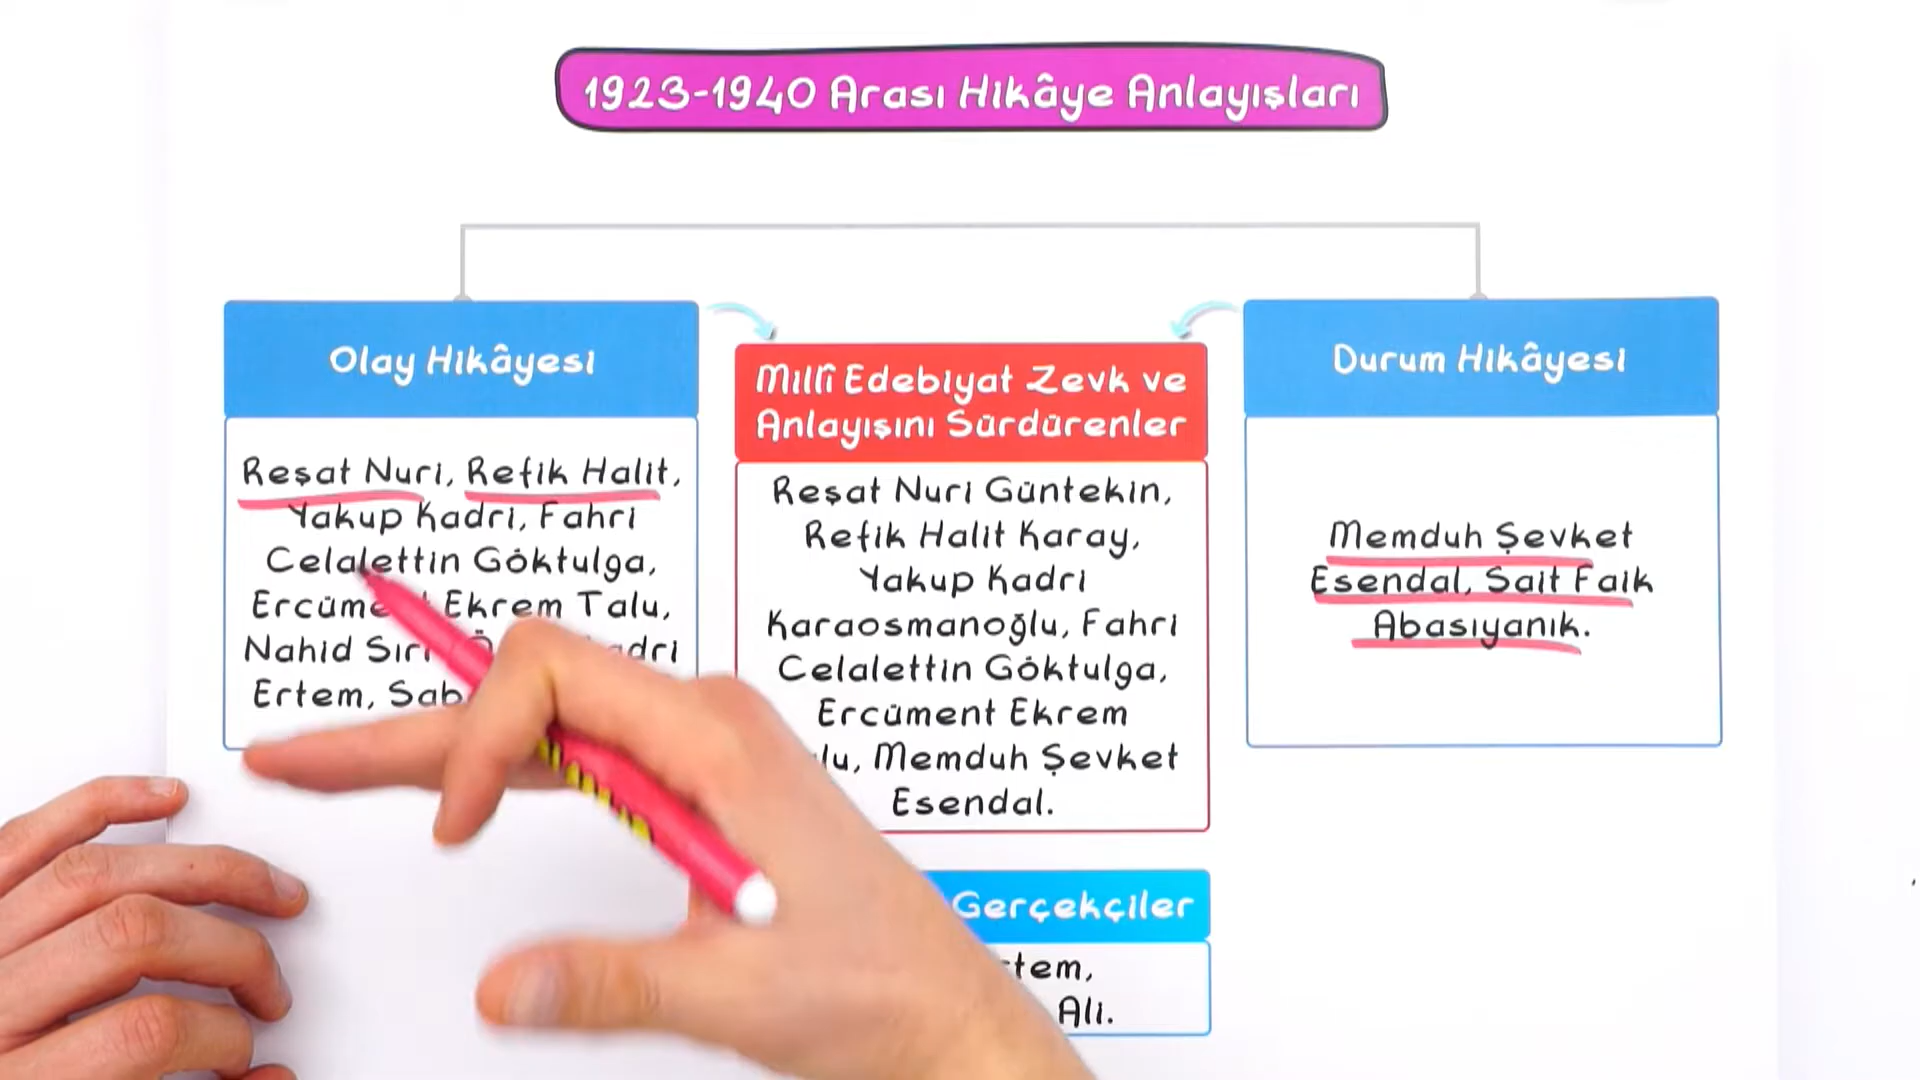 1923-1940 Arası Hikâye Anlayışları
Olay Hikâyesi
Reşat Nuri, Refik Halit,
Yakup Kadri, Fahri
Celalettin Göktulga,
Ekrem Talu,
Nahid
Ertem,
Millî Edebiyat Zevk ve
Anlayışını Sürdürenler
Reşat Nuri Güntekin,
Refik Halit Karay,
Yakup Kadri
Karaosmanoğlu, Fahri
Celalettin Göktulga,
Ercüment Ekrem
Memduh Şevket
Esendal.
Gerçekçiler
Ali.
Durum Hikâyesi
Memduh Şevket
Esendal, Sait Faik
Abasıyanık.